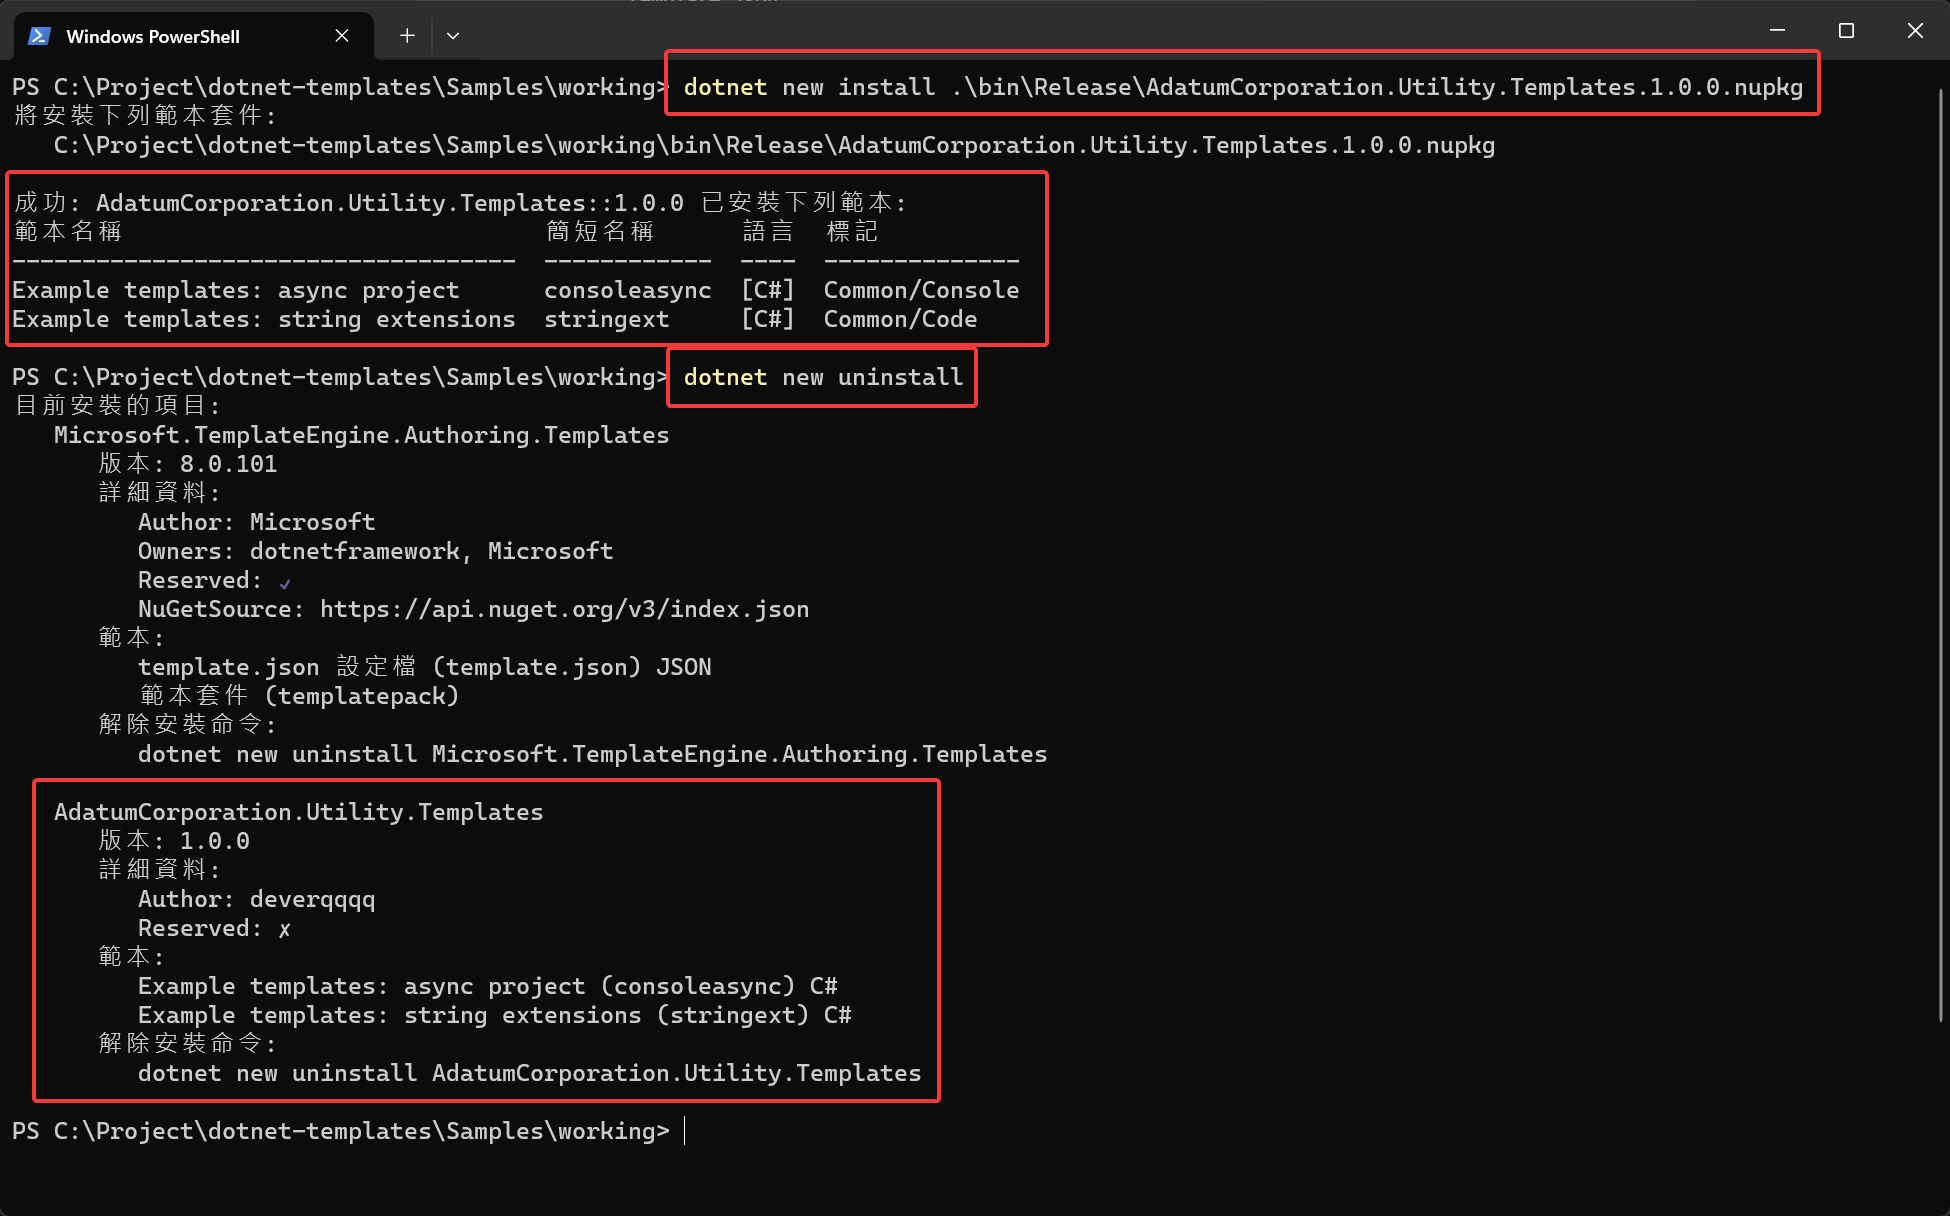 Windows PowerShell
PS C:\Project\dotnet-templates\Samples\working> dotnet new install .\bin\Release\AdatumCorporation.Utility.Templates.1.0.0.nupkg
將安裝下列範本套件:
C:\Project\dotnet-templates\Samples\working\bin\Release\AdatumCorporation.Utility.Templates.1.0.0.nupkg
成功: AdatumCorporation.Utility.Templates::1.0.0 已安裝下列範本:
範本名稱 簡短名稱 語言 標記
------------------------------------ ------------ ---- --------------
Example templates: async project consoleasync [C#] Common/Console
Example templates: string extensions stringext [C#] Common/Code
PS C:\Project\dotnet-templates\Samples\working> dotnet new uninstall
目前安裝的項目:
Microsoft.TemplateEngine.Authoring.Templates
版本: 8.0.101
詳細資料:
Author: Microsoft
Owners: dotnetframework, Microsoft
Reserved: ✓
NuGetSource: https://api.nuget.org/v3/index.json
範本:
template.json 設定檔 (template.json) JSON
範本套件 (templatepack)
解除安裝命令:
dotnet new uninstall Microsoft.TemplateEngine.Authoring.Templates
AdatumCorporation.Utility.Templates
版本: 1.0.0
詳細資料:
Author: deverqqqq
Reserved: ✗
範本:
Example templates: async project (consoleasync) C#
Example templates: string extensions (stringext) C#
解除安裝命令:
dotnet new uninstall AdatumCorporation.Utility.Templates
PS C:\Project\dotnet-templates\Samples\working>